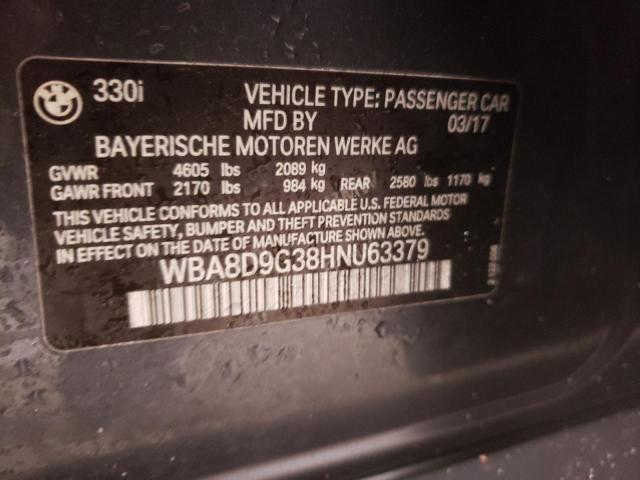 330i VEHICLE TYPE: PASSENGER CAR
MFD BY 03/17
BAYERISCHE MOTOREN WERKE AG
GVWR 4605 lbs 2089 kg
GAWR FRONT 2170 lbs 984 kg REAR 2580 lbs 1170 kg
THIS VEHICLE CONFORMS TO ALL APPLICABLE U.S. FEDERAL MOTOR
VEHICLE SAFETY, BUMPER AND THEFT PREVENTION STANDARDS
IN EFFECT ON THE DATE OF MANUFACTURE SHOWN ABOVE.
WBA8D9G38HNU63379